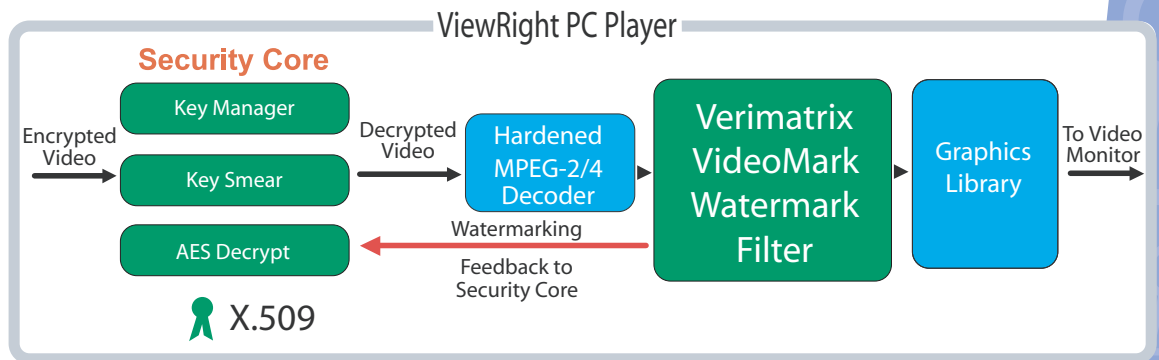 ViewRight PC Player
Security Core
Key Manager
Key Smear
AES Decrypt
X.509
Encrypted
Video
Decrypted
Video
Hardened
MPEG-2/4
Decoder
Watermarking
Feedback to
Security Core
Verimatrix
VideoMark
Watermark
Filter
Graphics
Library
To Video
Monitor